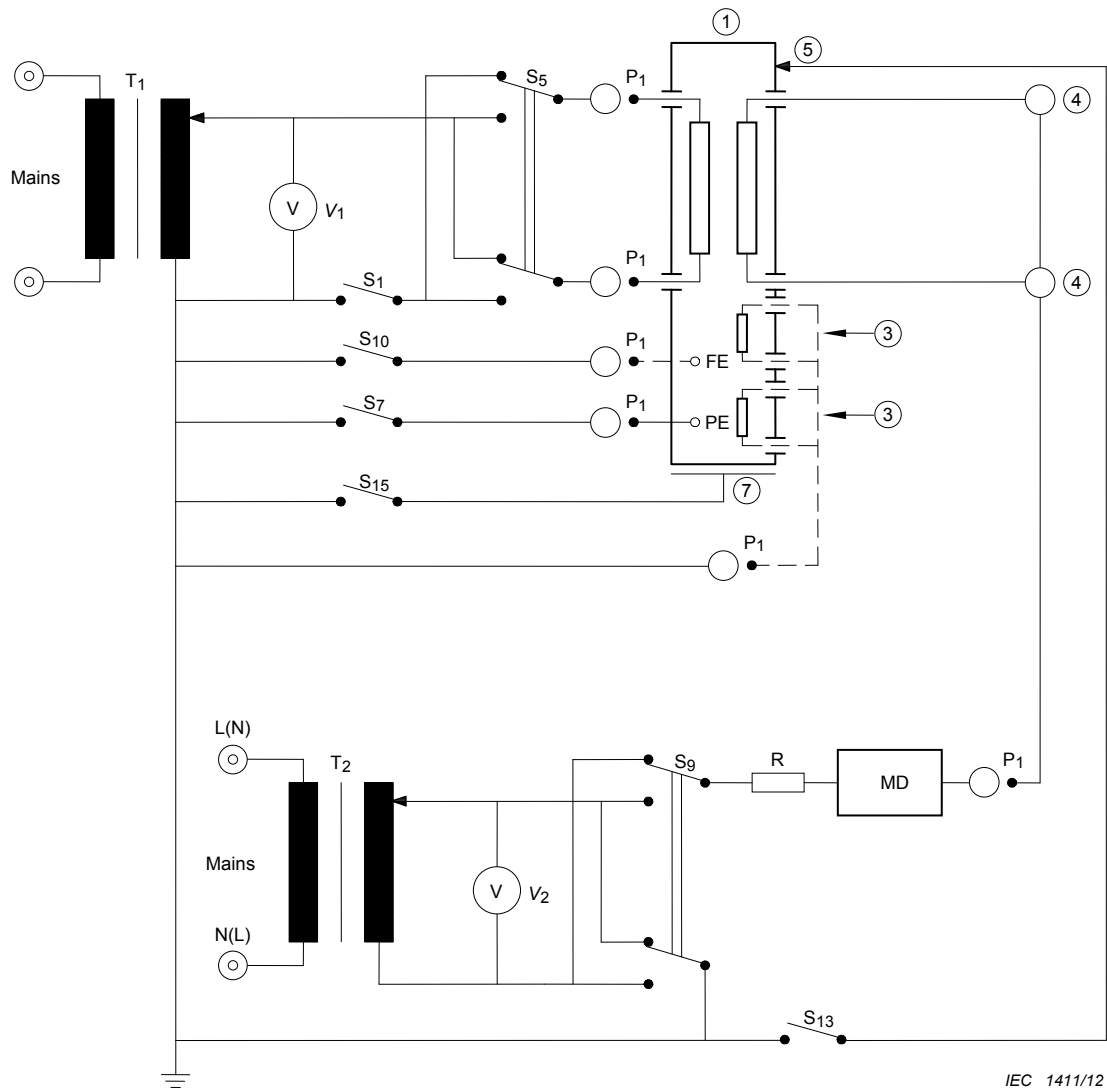 1
5
T1
S5
P1
4
Mains
V
V1
S1
P1
4
S10
P1
FE
3
S7
P1
PE
3
S15
7
P1
L(N)
T2
S9
R
MD
P1
Mains
V
V2
N(L)
S13
IEC 1411/12